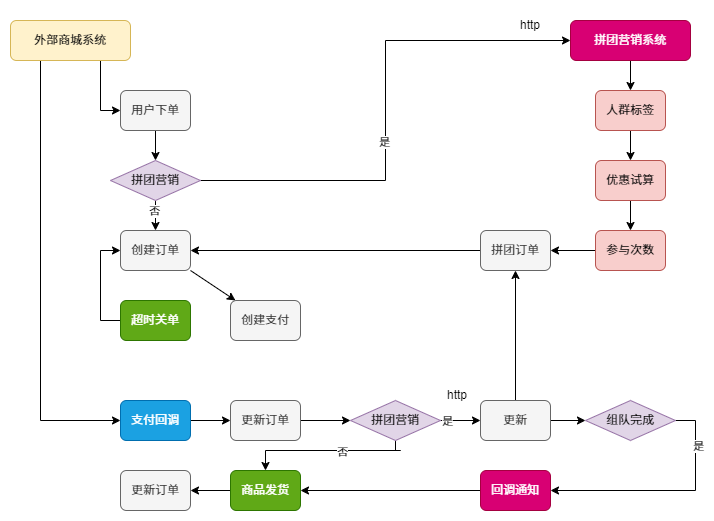 http
外部商城系统
拼团营销系统
用户下单
人群标签
是
拼团营销
优惠试算
否
创建订单
拼团订单
参与次数
超时关单
创建支付
http
支付回调
更新订单
拼团营销
是
更新
组队完成
是
否
更新订单
商品发货
回调通知